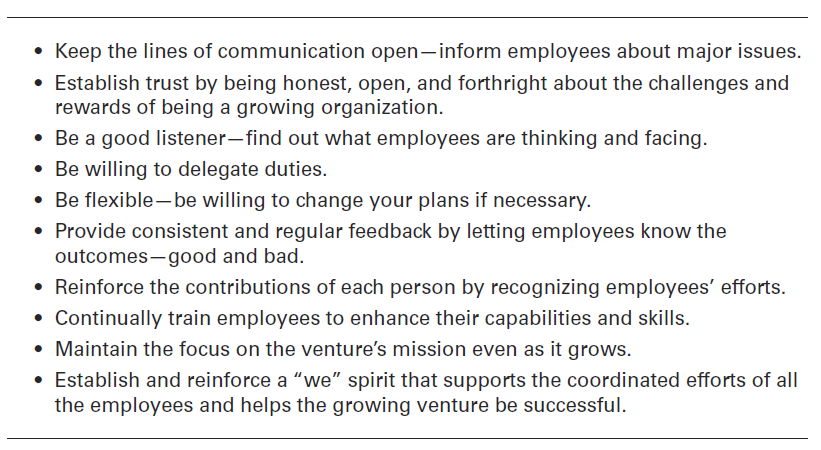 • Keep the lines of communication open—inform employees about major issues.
• Establish trust by being honest, open, and forthright about the challenges and
rewards of being a growing organization.
• Be a good listener—find out what employees are thinking and facing.
• Be willing to delegate duties.
• Be flexible—be willing to change your plans if necessary.
• Provide consistent and regular feedback by letting employees know the
outcomes—good and bad.
• Reinforce the contributions of each person by recognizing employees’ efforts.
• Continually train employees to enhance their capabilities and skills.
• Maintain the focus on the venture’s mission even as it grows.
• Establish and reinforce a “we” spirit that supports the coordinated efforts of all
the employees and helps the growing venture be successful.